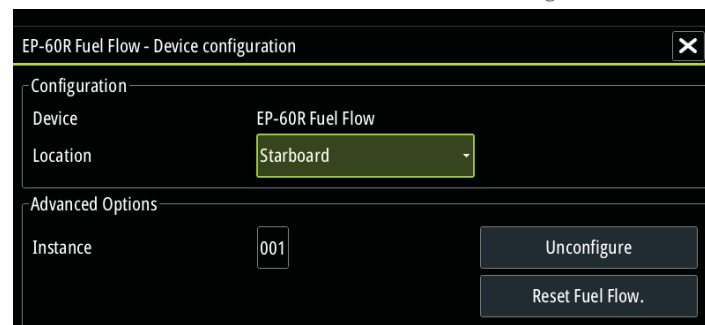 EP-60R Fuel Flow - Device configuration
Configuration
Device EP-60R Fuel Flow
Location Starboard
Advanced Options
Instance 001 Unconfigure
Reset Fuel Flow.